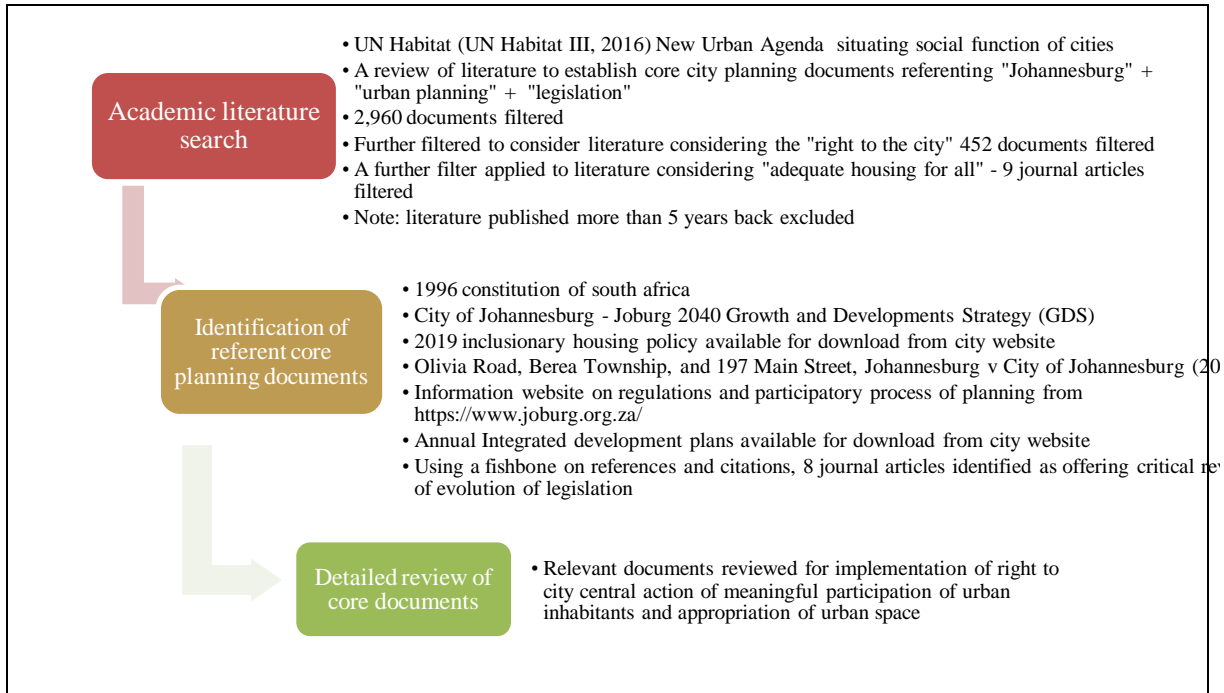 Academic literature
search
• UN Habitat (UN Habitat III, 2016) New Urban Agenda situating social function of cities
• A review of literature to establish core city planning documents referenting "Johannesburg" +
"urban planning" + "legislation"
• 2,960 documents filtered
• Further filtered to consider literature considering the "right to the city" 452 documents filtered
• A further filter applied to literature considering "adequate housing for all" - 9 journal articles
filtered
• Note: literature published more than 5 years back excluded
Identification of
referent core
planning documents
• 1996 constitution of south africa
• City of Johannesburg - Joburg 2040 Growth and Developments Strategy (GDS)
• 2019 inclusionary housing policy available for download from city website
• Olivia Road, Berea Township, and 197 Main Street, Johannesburg v City of Johannesburg (20
• Information website on regulations and participatory process of planning from
https://www.joburg.org.za/
• Annual Integrated development plans available for download from city website
• Using a fishbone on references and citations, 8 journal articles identified as offering critical rev
of evolution of legislation
Detailed review of
core documents
• Relevant documents reviewed for implementation of right to
city central action of meaningful participation of urban
inhabitants and appropriation of urban space